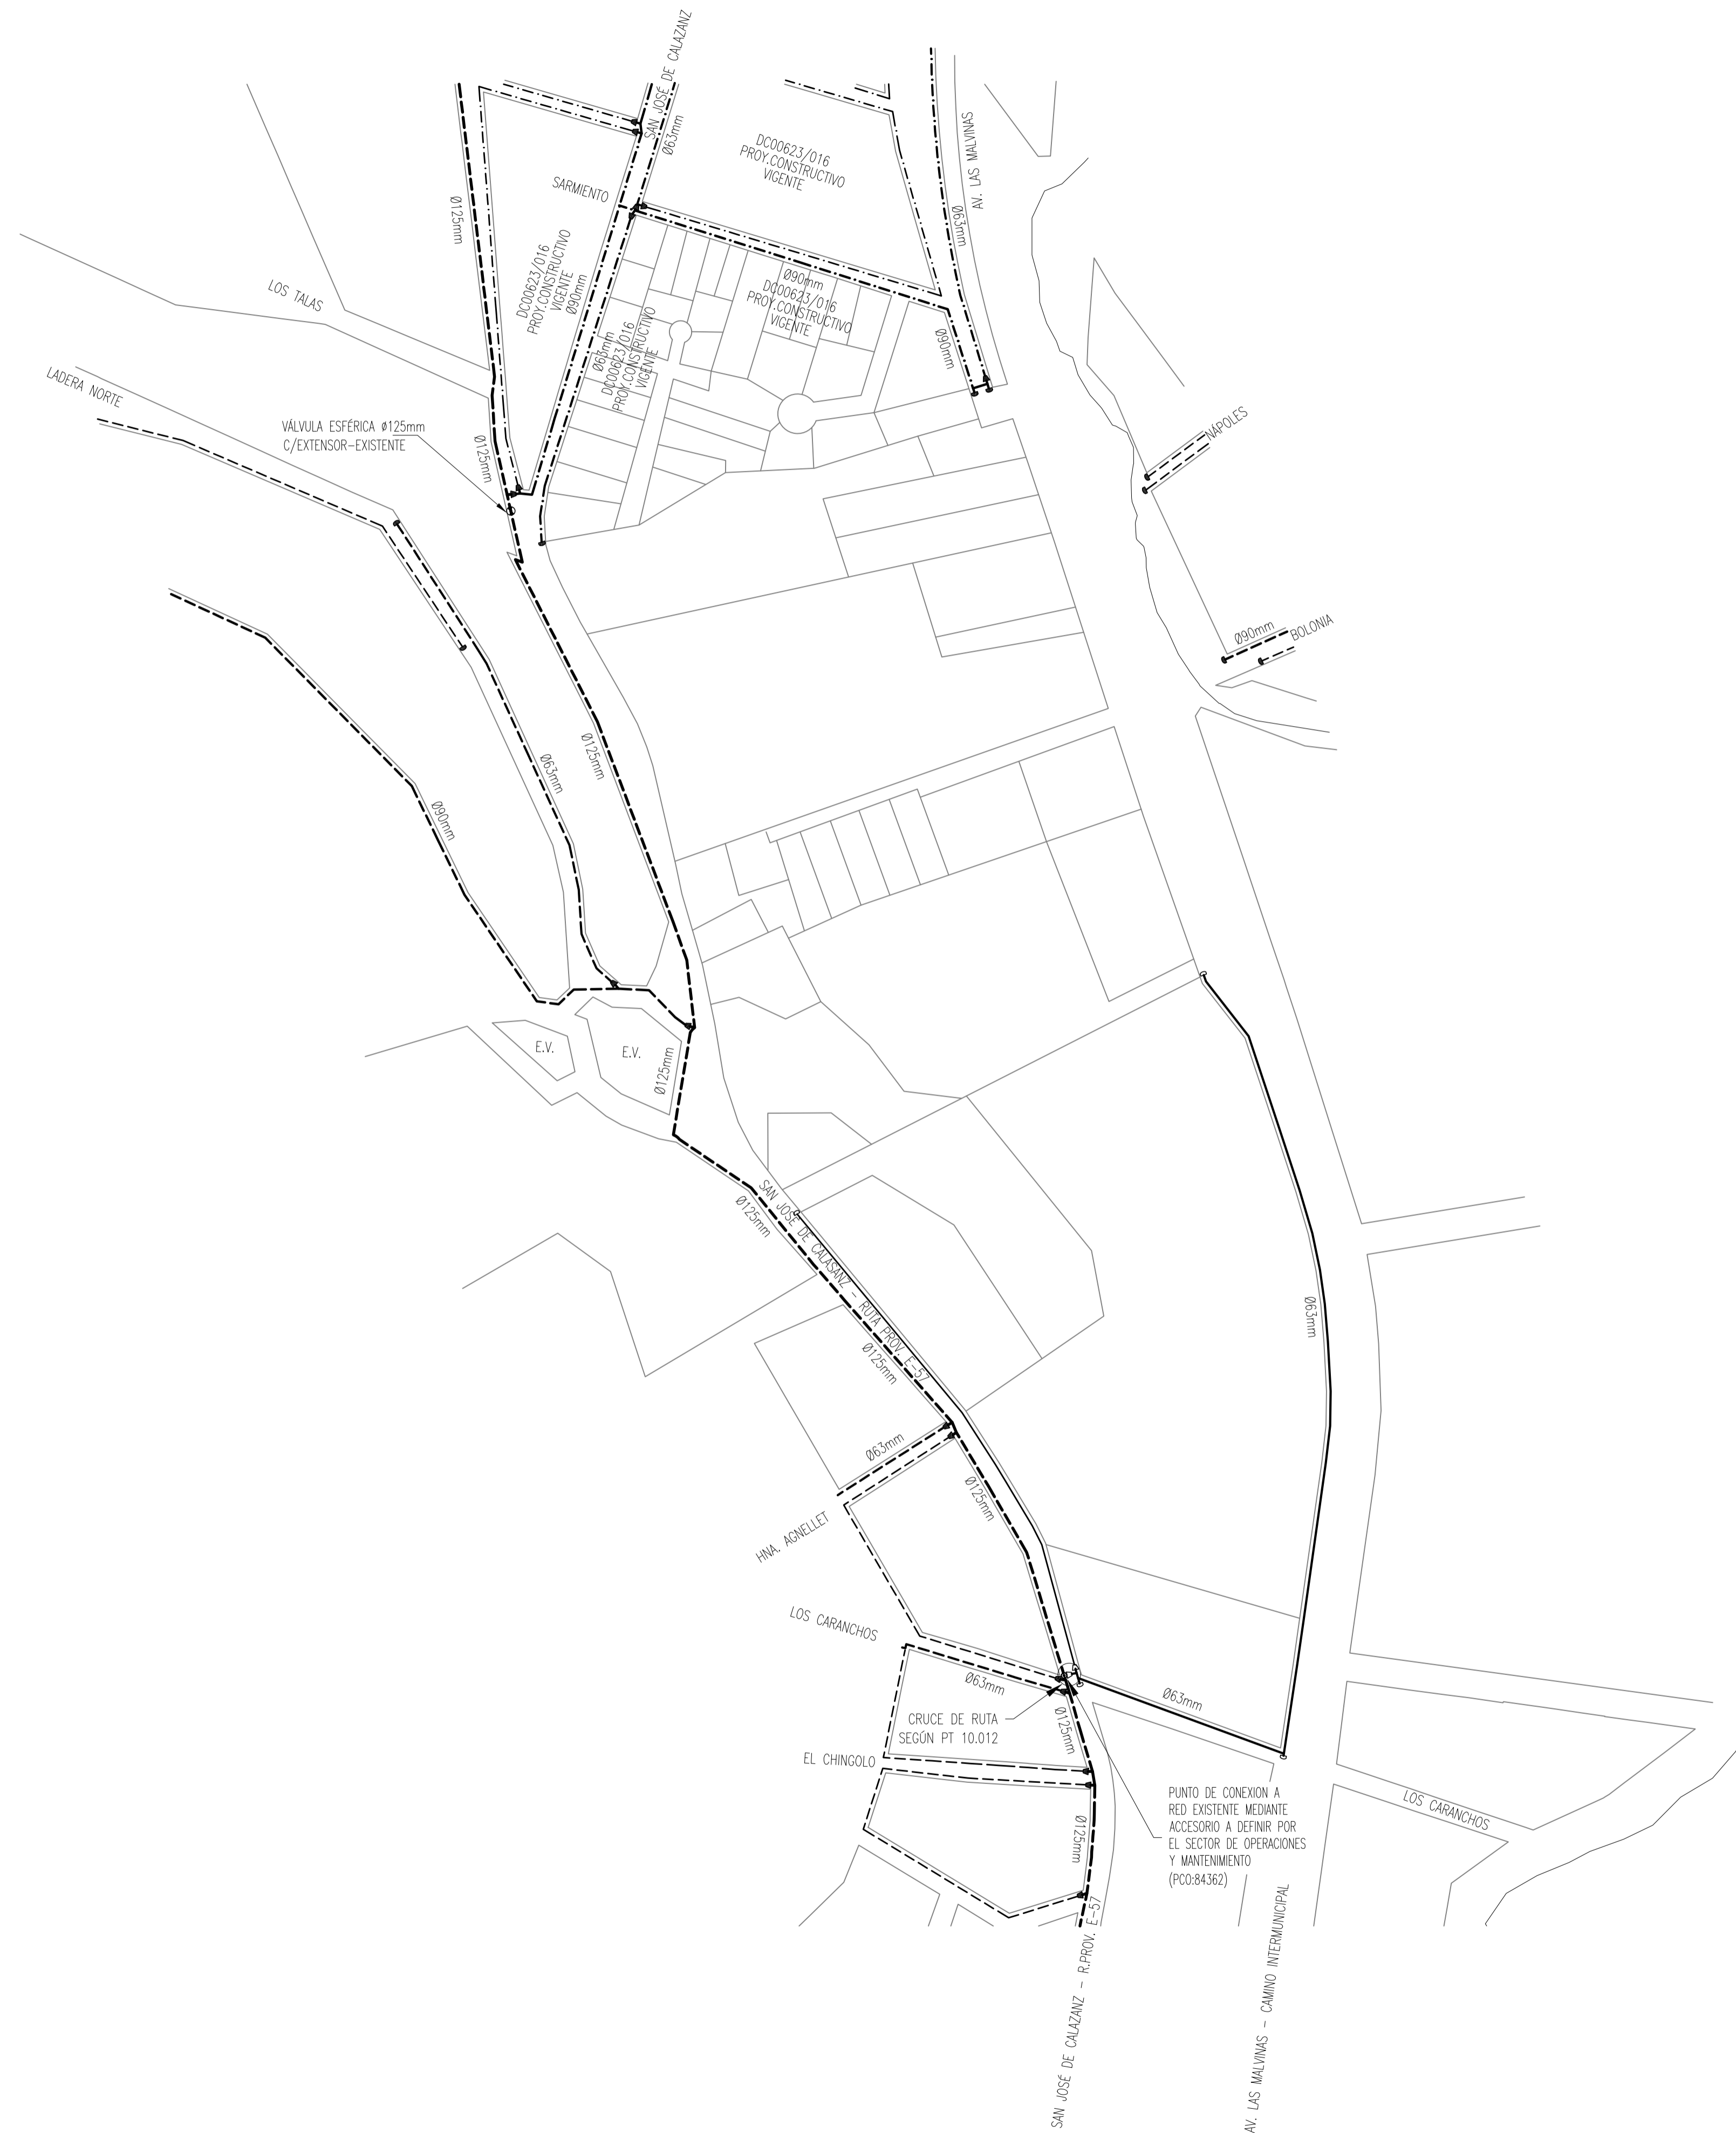 SAN JOSÉ DE CALAZANZ
Ø63mm
DC00623/016
PROY.CONSTRUCTIVO
VIGENTE
AV. LAS MALVINAS
SARMIENTO
Ø125mm
Ø63mm
DC00623/016
PROY.CONSTRUCTIVO
VIGENTE
Ø90mm
Ø90mm
DC00623/016
PROY.CONSTRUCTIVO
VIGENTE
LOS TALAS
Ø63mm
DC00623/016
PROY.CONSTRUCTIVO
VIGENTE
Ø90mm
LADERA NORTE
VÁLVULA ESFÉRICA Ø125mm
C/EXTENSOR-EXISTENTE
Ø125mm
NÁPOLES
Ø90mm
BOLONIA
Ø125mm
Ø63mm
Ø90mm
E.V.
E.V.
Ø125mm
Ø125mm
SAN JOSÉ DE CALASANZ - RUTA PROV. E-57
Ø63mm
Ø125mm
Ø63mm
Ø125mm
HNA. AGNELLET
LOS CARANCHOS
Ø63mm
Ø63mm
CRUCE DE RUTA
SEGÚN PT 10.012
Ø125mm
EL CHINGOLO
PUNTO DE CONEXION A
RED EXISTENTE MEDIANTE
ACCESORIO A DEFINIR POR
EL SECTOR DE OPERACIONES
Y MANTENIMIENTO
(PCO:84362)
LOS CARANCHOS
Ø125mm
SAN JOSÉ DE CALAZANZ - R.PROV. E-57
AV. LAS MALVINAS - CAMINO INTERMUNICIPAL